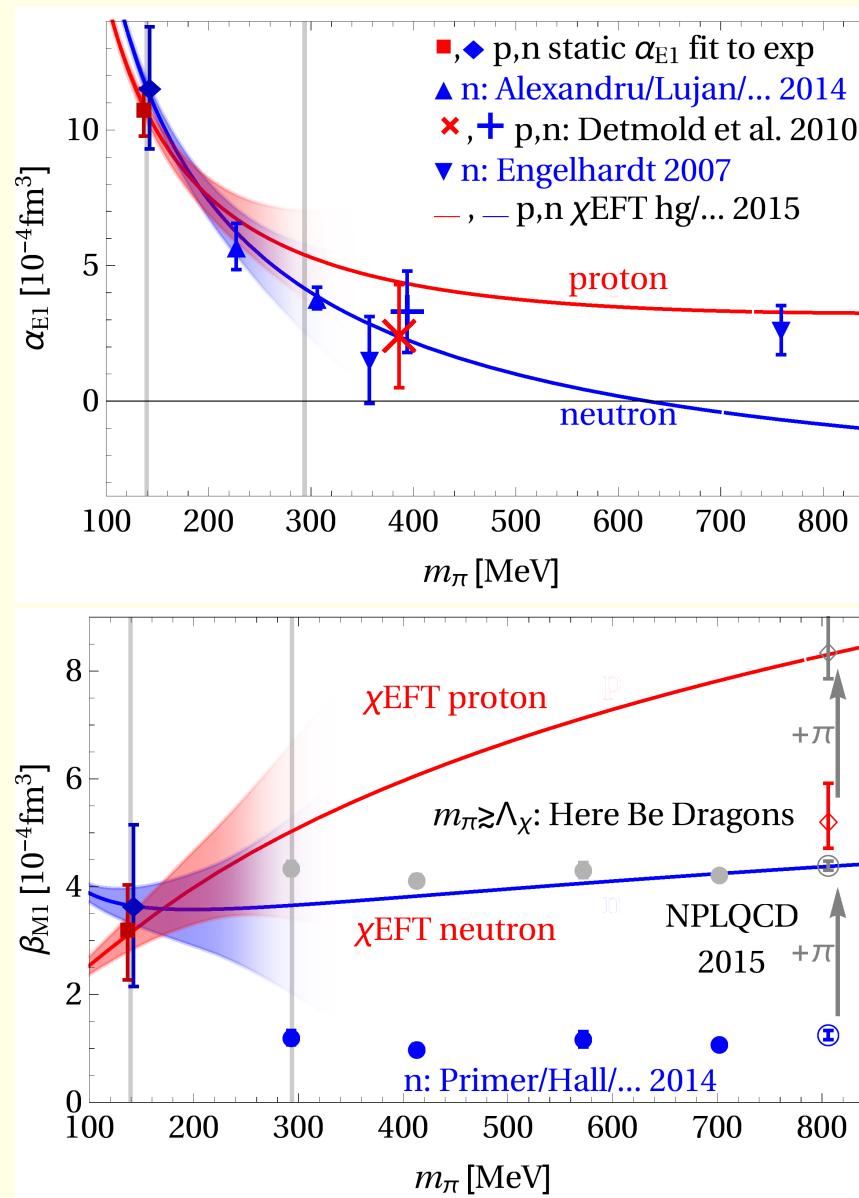 p,n static αE1 fit to exp
n: Alexandru/Lujan/... 2014
p,n: Detmold et al. 2010
n: Engelhardt 2007
p,n χEFT hg/... 2015
10
5
0
αE1 [10⁻⁴fm³]
proton
neutron
100 200 300 400 500 600 700 800
mπ [MeV]
8
6
4
2
0
βM1 [10⁻⁴fm³]
p
χEFT proton
+π
mπ≳Λχ: Here Be Dragons
n
χEFT neutron
NPLQCD
2015
+π
n: Primer/Hall/... 2014
100 200 300 400 500 600 700 800
mπ [MeV]